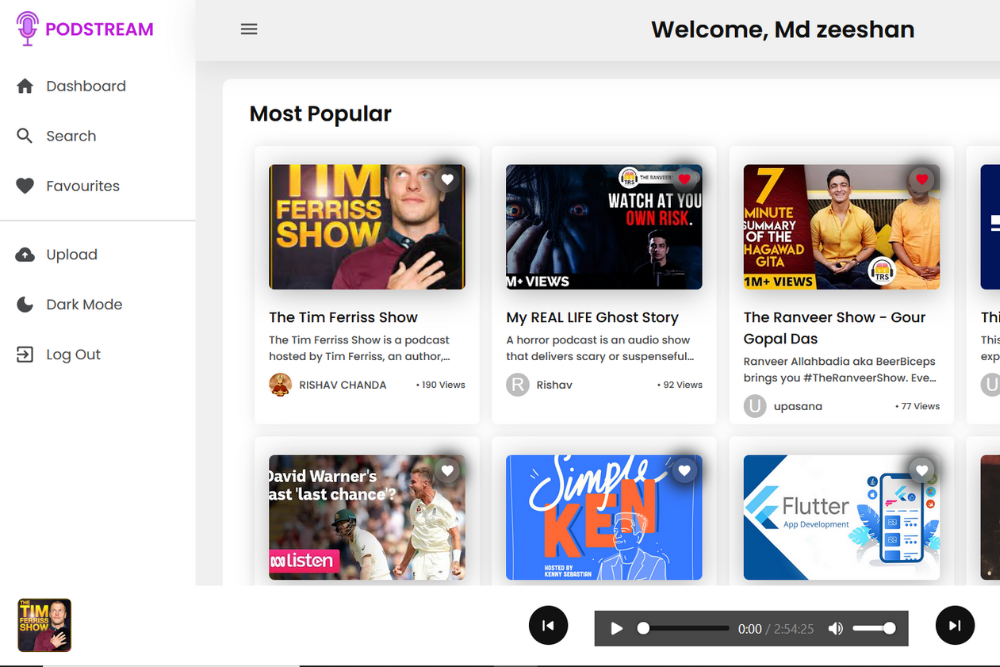 PODSTREAM
Welcome, Md zeeshan
Dashboard
Search
Favourites
Upload
Dark Mode
Log Out
Most Popular
TIM
FERRISS
SHOW
The Tim Ferriss Show
The Tim Ferriss Show is a podcast
hosted by Tim Ferriss, an author,...
RISHAV CHANDA • 190 Views
TRS THE RANVEER
WATCH AT YOU
OWN RISK.
M+ VIEWS
My REAL LIFE Ghost Story
A horror podcast is an audio show
that delivers scary or suspenseful...
R Rishav • 92 Views
7
MINUTE
SUMMARY
OF THE
HAGAWAD
GITA
1M+ VIEWS
TRS
The Ranveer Show - Gour
Gopal Das
Ranveer Allahbadia aka BeerBiceps
brings you #TheRanveerShow. Eve...
U upasana • 77 Views
Thi
This
exp
U
David Warner's
ast 'last chance'?
abc listen
Simple
KEN
HOSTED BY
KENNY SEBASTIAN
Flutter
App Development
THE
TIM
FERRISS
SHOW
0:00 / 2:54:25